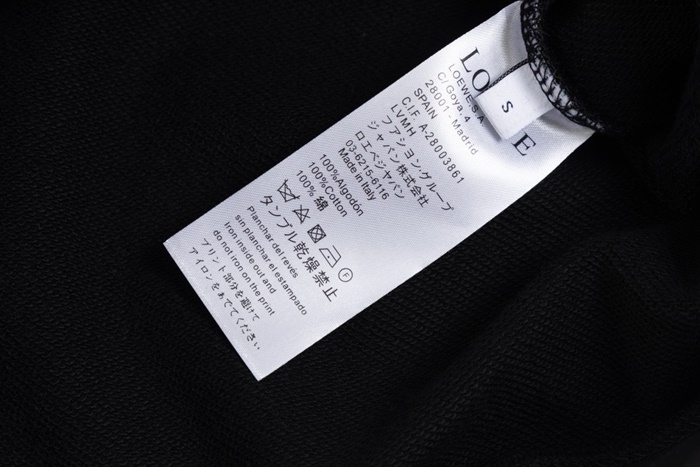 LO E
S
LOEWE S.A.
C/Goya, 4
28001 - Madrid
SPAIN
C.I.F. A-28003861
LVMH
ファシヨングループ
ジャパン株式会社
ロエベジャパン
03-6215-6116
Made in Italy
100%Algodón
100%Cotton
100% 綿
F
タンブル乾燥禁止
Planchar del revés
sin planchar el estampado
Iron inside out and
do not iron on the print
プリント部分を避けて
アイロンをあててください